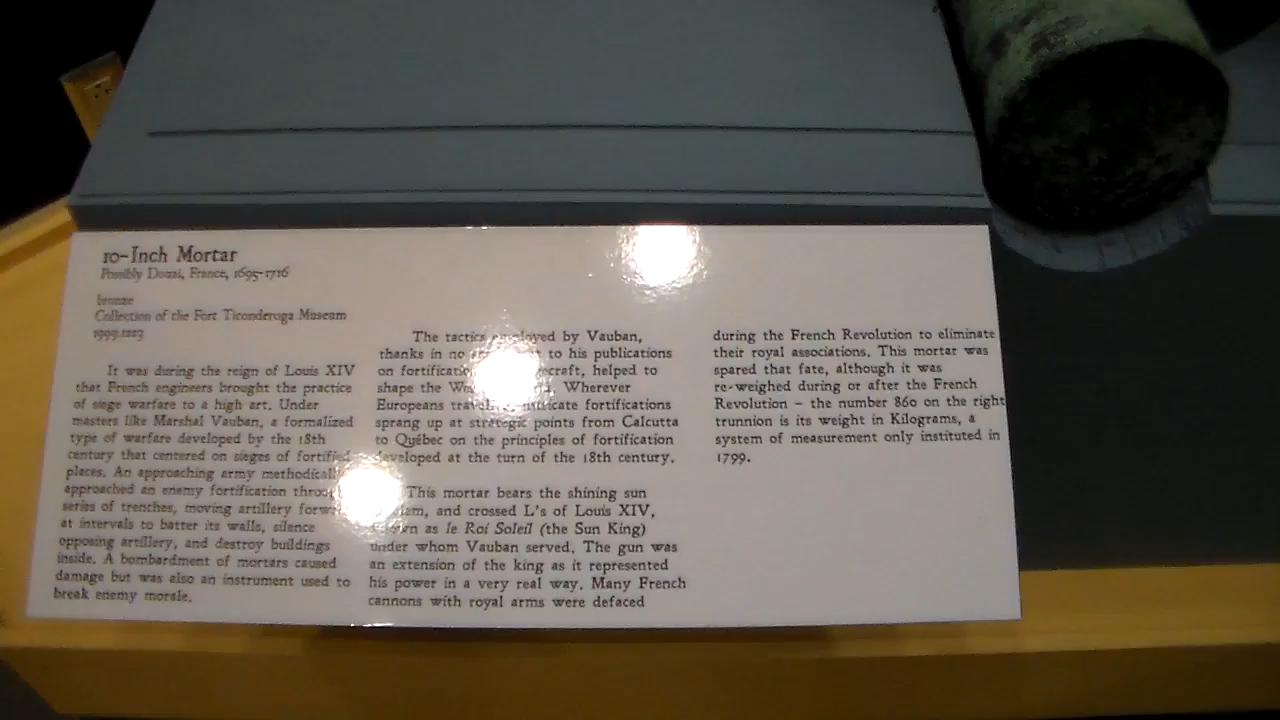 10-Inch Mortar
Possibly Douai, France, 1695-1716
bronze
Collection of the Fort Ticonderoga Museum
1999.1223
It was during the reign of Louis XIV
that French engineers brought the practice
of siege warfare to a high art. Under
masters like Marshal Vauban, a formalized
type of warfare developed by the 18th
century that centered on sieges of fortified
places. An approaching army methodically
approached an enemy fortification
series of trenches, moving artillery
at intervals to batter its walls, silence
opposing artillery, and destroy buildings
inside. A bombardment of mortars caused
damage but was also an instrument used to
break enemy morale.
The tactics employed by Vauban,
thanks in no to his publications
on helped to
shape the Wherever
Europeans intricate fortifications
sprang up at strategic points from Calcutta
to Québec on the principles of fortification
developed at the turn of the 18th century.
This mortar bears the shining sun
and crossed L's of Louis XIV,
known as le Roi Soleil (the Sun King)
under whom Vauban served. The gun was
an extension of the king as it represented
his power in a very real way. Many French
cannons with royal arms were defaced
during the French Revolution to eliminate
their royal associations. This mortar was
spared that fate, although it was
re-weighed during or after the French
Revolution – the number 860 on the right
trunnion is its weight in Kilograms, a
system of measurement only instituted in
1799.